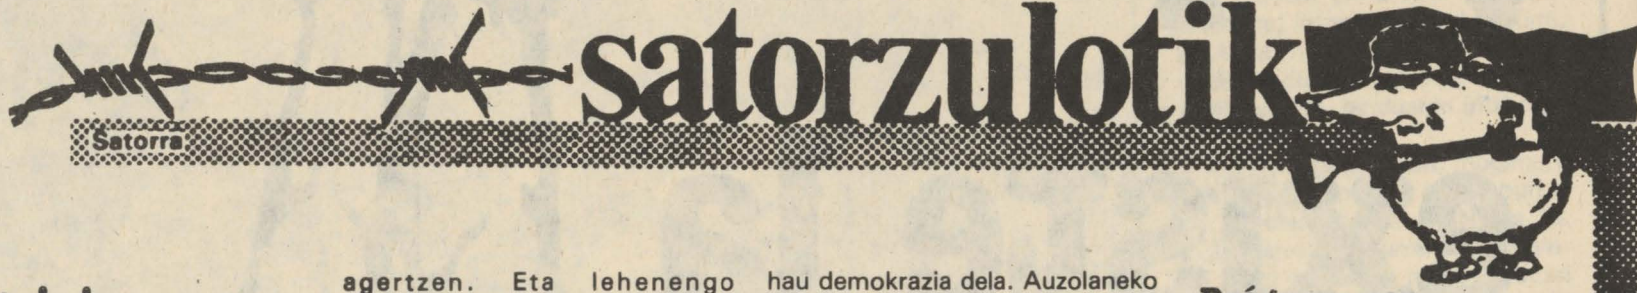 satorzulotik
Satorra
agertzen. Eta lehenengo
hau demokrazia dela. Auzolaneko